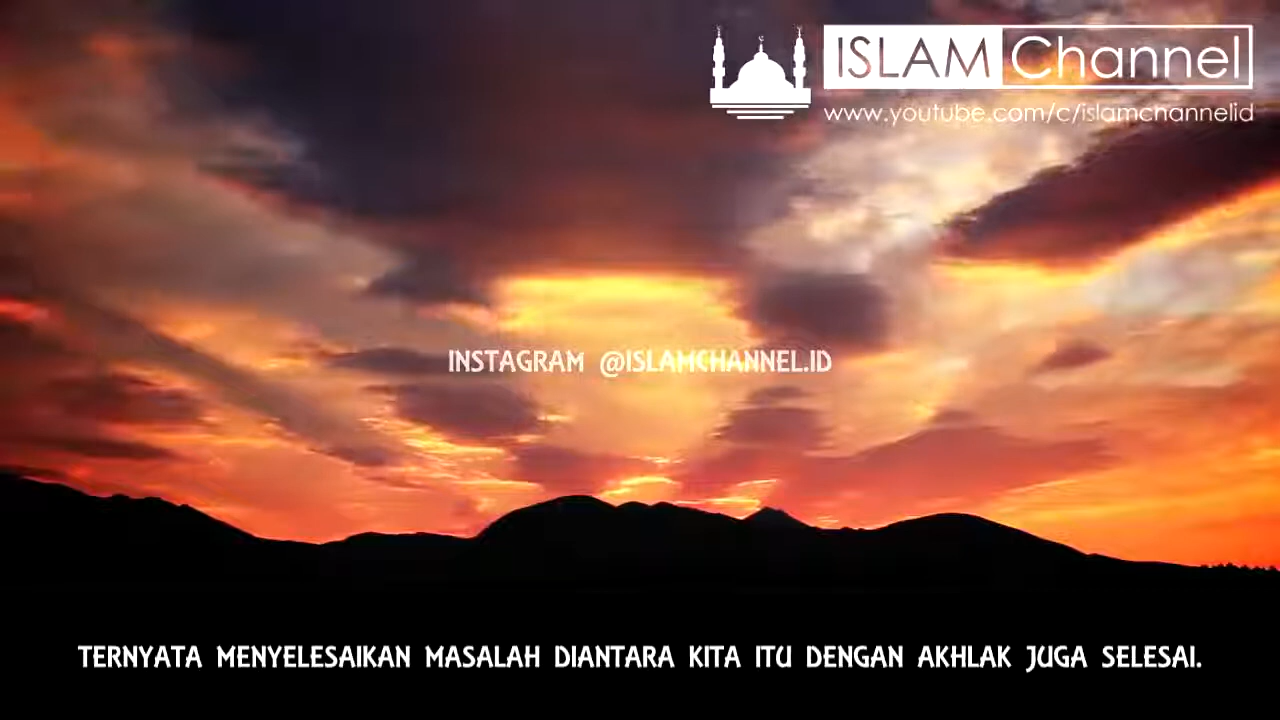 ISLAM Channel
www.youtube.com/c/islamchannelid
INSTAGRAM @ISLAMCHANNEL.ID
TERNYATA MENYELESAIKAN MASALAH DIANTARA KITA ITU DENGAN AKHLAK JUGA SELESAI.